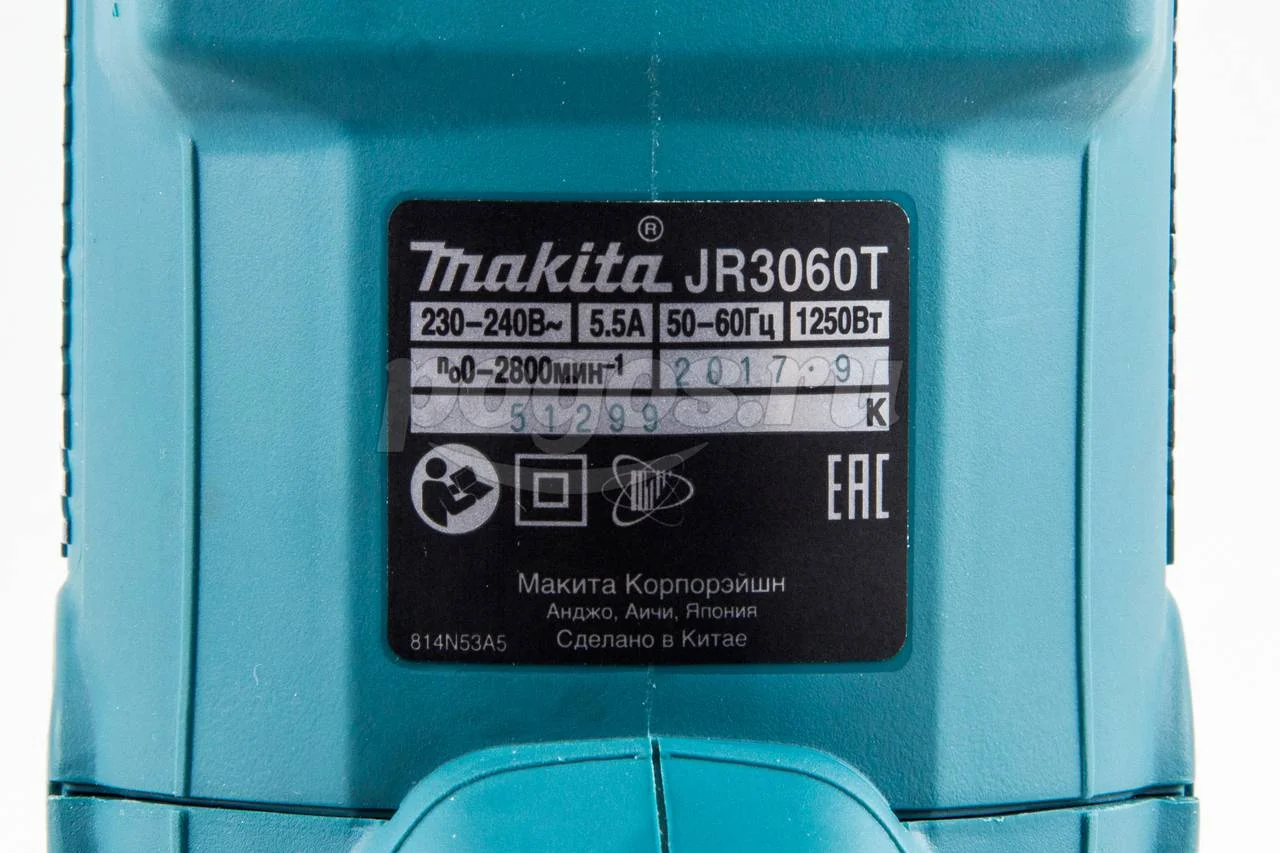 makita® JR3060T
230–240В~ 5.5А 50–60Гц 1250Вт
n₀0–2800мин⁻¹ 2017·9
51299 К
EAC
Макита Корпорэйшн
Анджо, Аичи, Япония
814N53A5 Сделано в Китае
pogos.ru